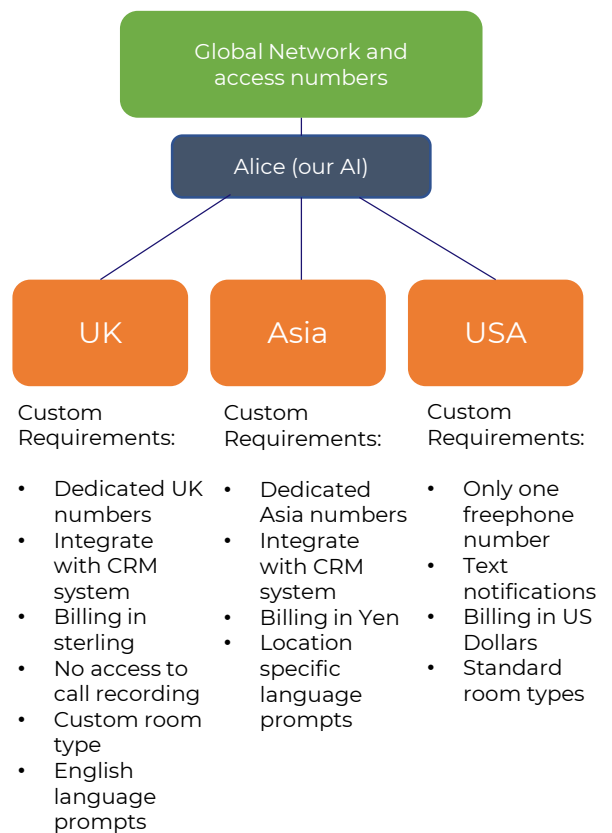 Global Network and
access numbers
Alice (our AI)
UK
Asia
USA
Custom
Requirements:
• Dedicated UK
numbers
• Integrate
with CRM
system
• Billing in
sterling
• No access to
call recording
• Custom room
type
• English
language
prompts
Custom
Requirements:
• Dedicated
Asia numbers
• Integrate
with CRM
system
• Billing in Yen
• Location
specific
language
prompts
Custom
Requirements:
• Only one
freephone
number
• Text
notifications
• Billing in US
Dollars
• Standard
room types